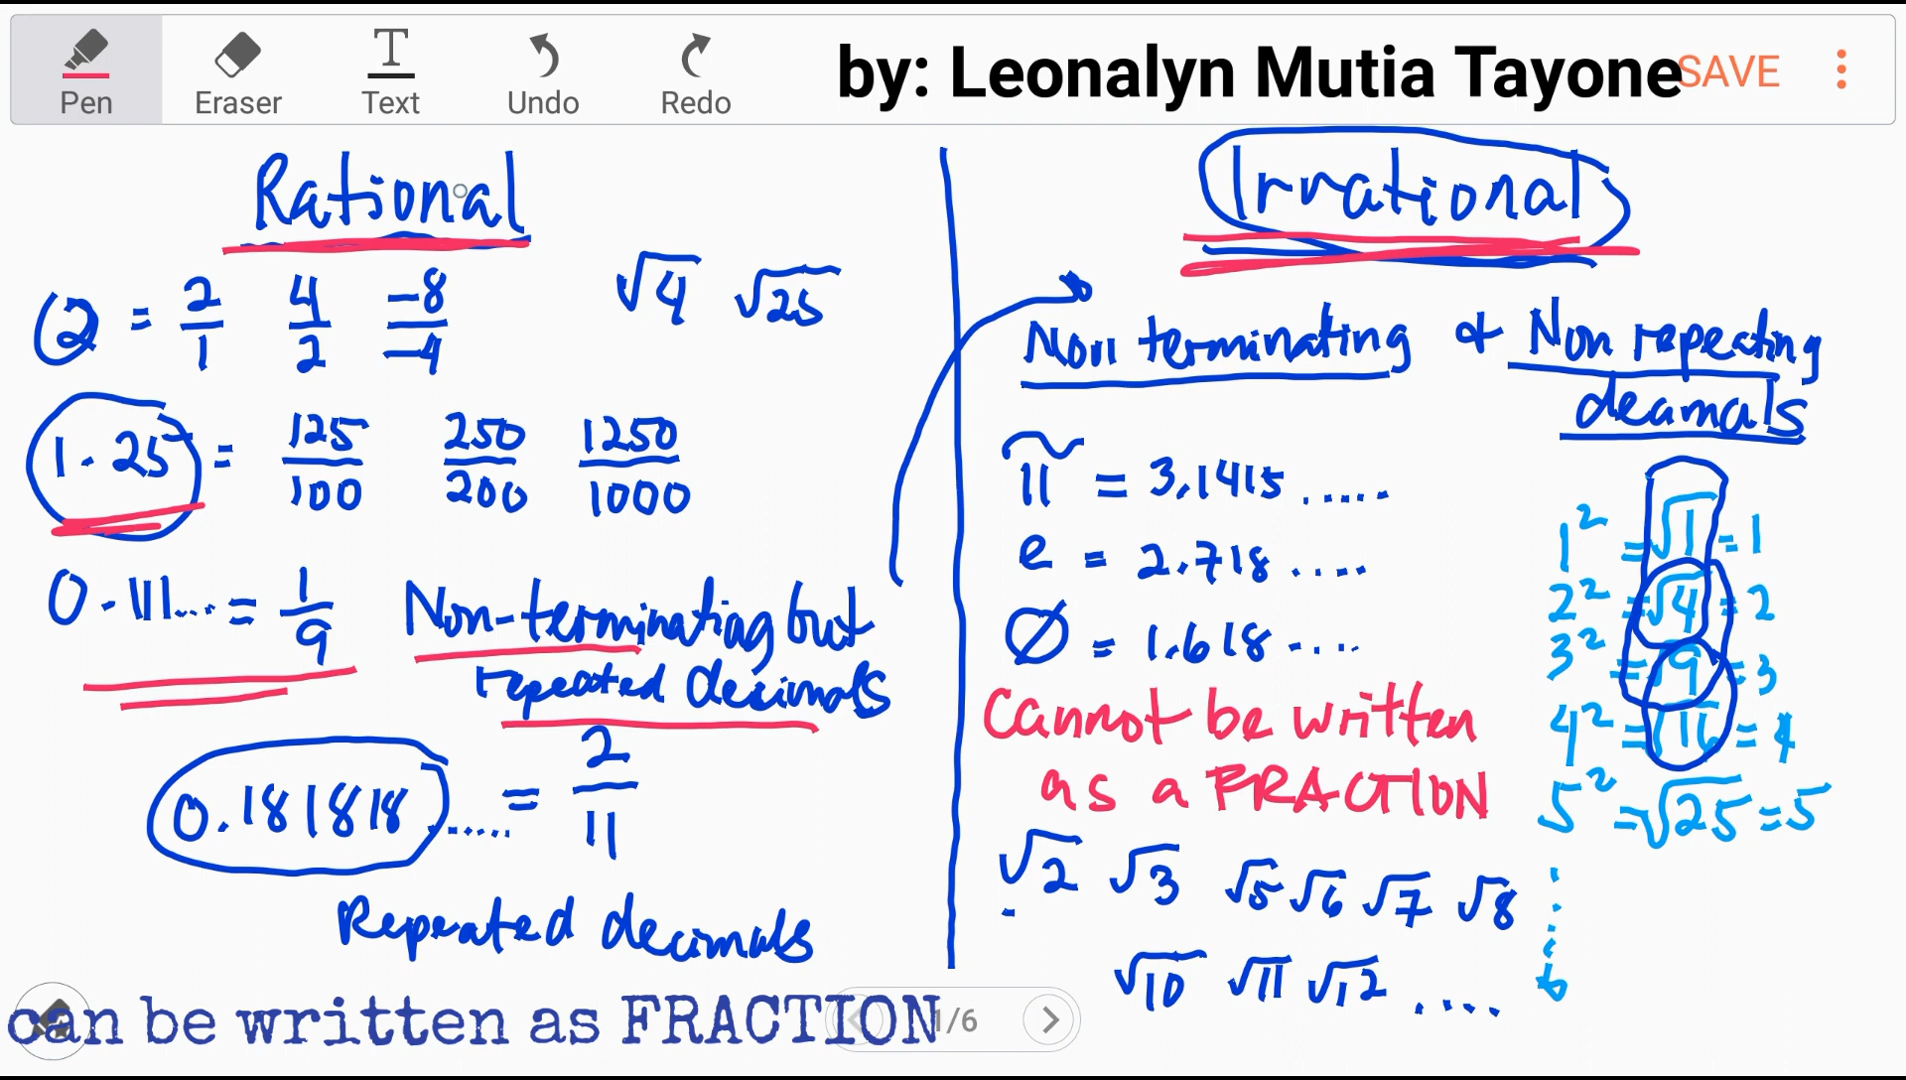 Pen Eraser Text Undo Redo by: Leonalyn Mutia Tayone SAVE
Rational
2 = 2/1 4/2 -8/-4 √4 √25
1.25 = 125/100 250/200 1250/1000
0.111... = 1/9
Non-terminating but
repeated decimals
0.181818...... = 2/11
Repeated decimals
can be written as FRACTION
1/6
Irrational
Non terminating & Non repeating
decimals
π = 3.1415.....
e = 2.718....
Ø = 1.618....
Cannot be written
as a FRACTION
1² = √1 = 1
2² = √4 = 2
3² = √9 = 3
4² = √16 = 4
5² = √25 = 5
√2 √3 √5 √6 √7 √8
√10 √11 √12 ....